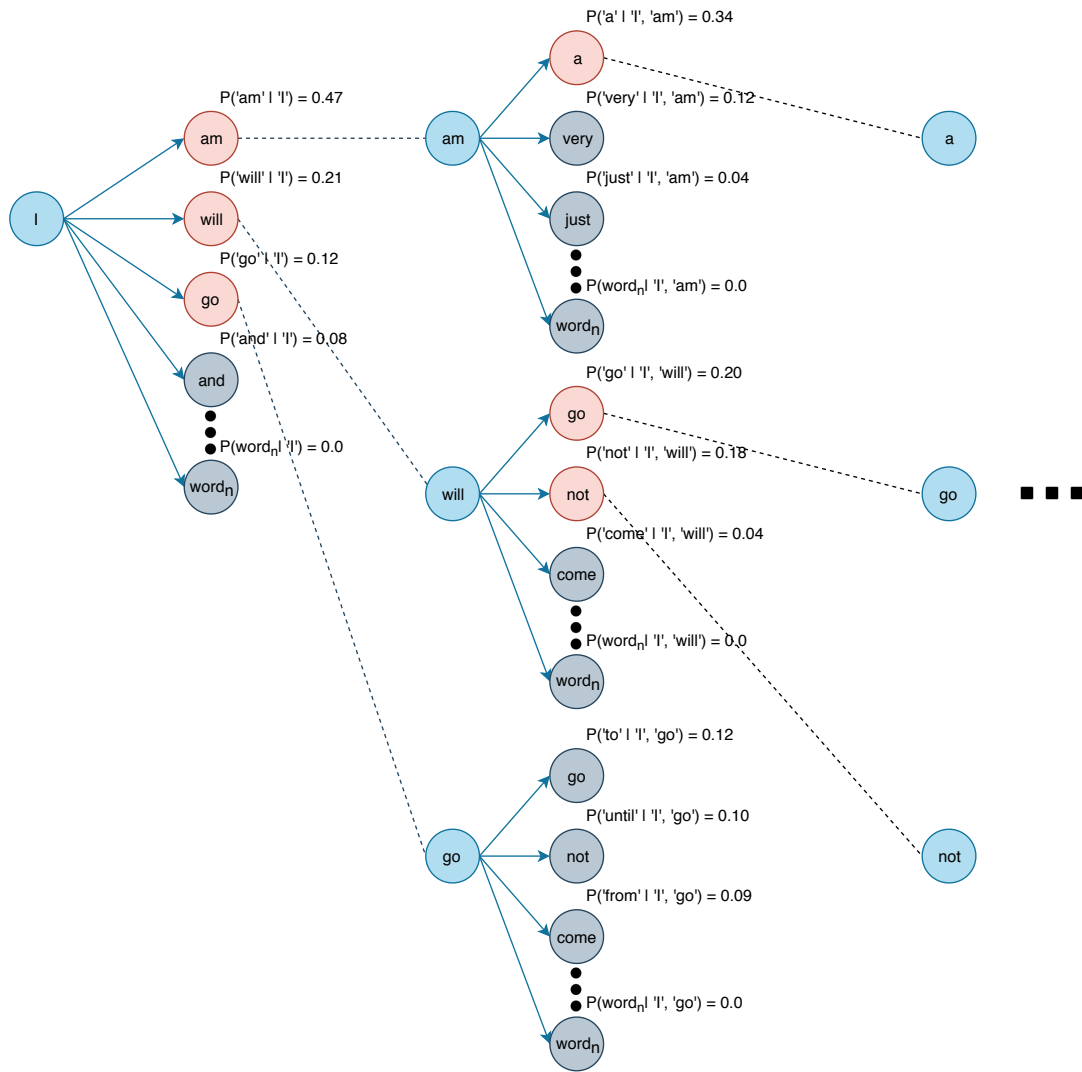 I
P('am' | 'I') = 0.47
am
P('will' | 'I') = 0.21
will
P('go' | 'I') = 0.12
go
P('and' | 'I') = 0.08
and
P(wordn| 'I') = 0.0
wordn
am
P('a' | 'I', 'am') = 0.34
a
P('very' | 'I', 'am') = 0.12
very
P('just' | 'I', 'am') = 0.04
just
P(wordn| 'I', 'am') = 0.0
wordn
will
P('go' | 'I', 'will') = 0.20
go
P('not' | 'I', 'will') = 0.18
not
P('come' | 'I', 'will') = 0.04
come
P(wordn| 'I', 'will') = 0.0
wordn
go
P('to' | 'I', 'go') = 0.12
go
P('until' | 'I', 'go') = 0.10
not
P('from' | 'I', 'go') = 0.09
come
P(wordn| 'I', 'go') = 0.0
wordn
a
go
not